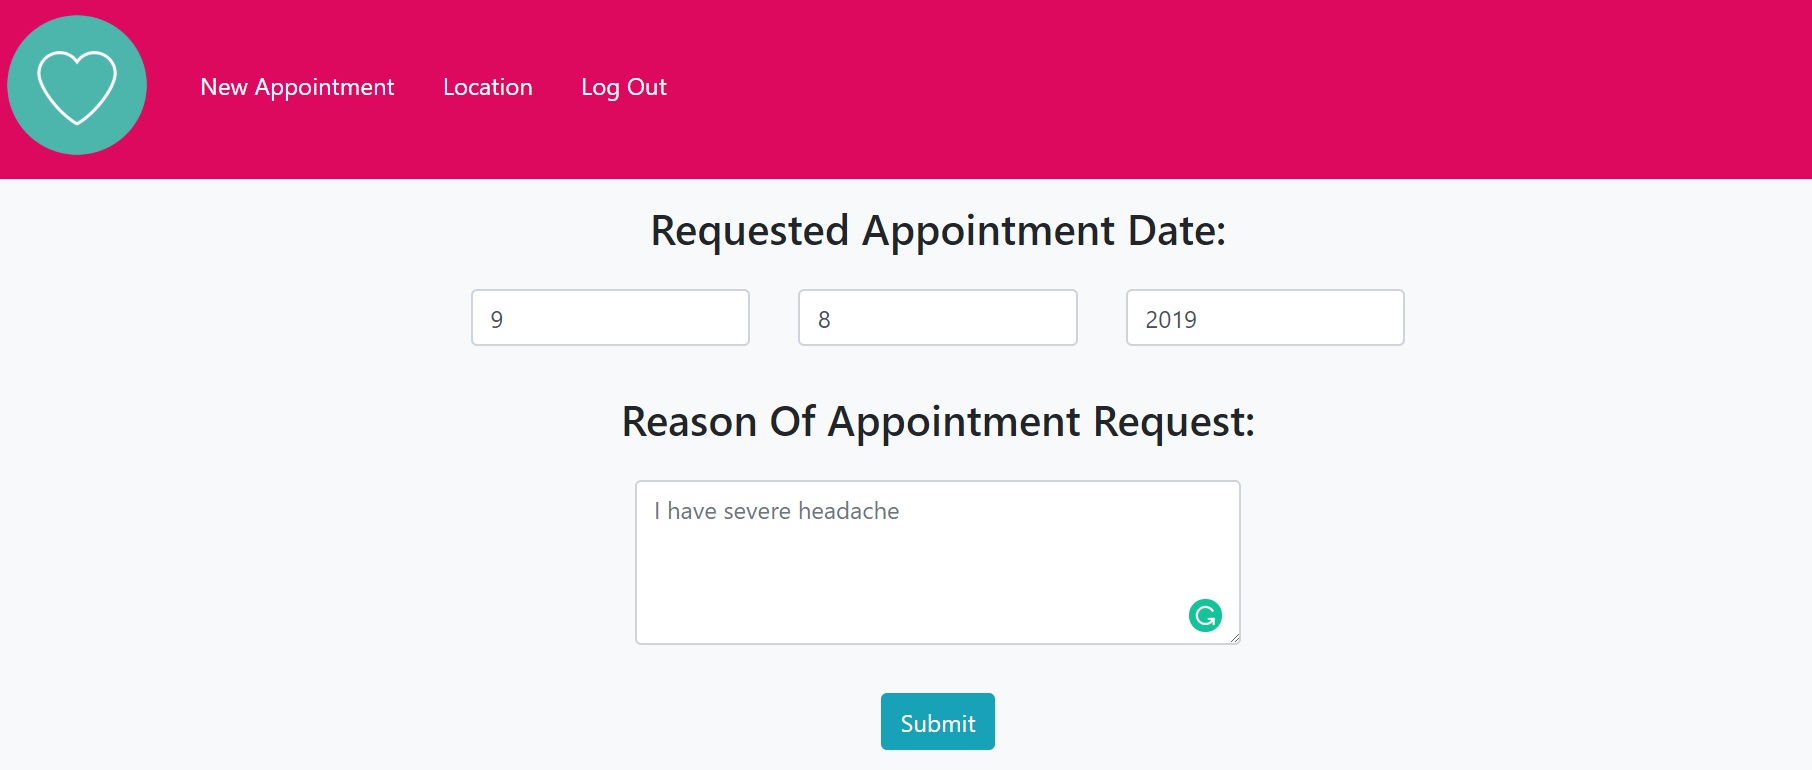 New Appointment Location Log Out
Requested Appointment Date:
9 8 2019
Reason Of Appointment Request:
I have severe headache
Submit